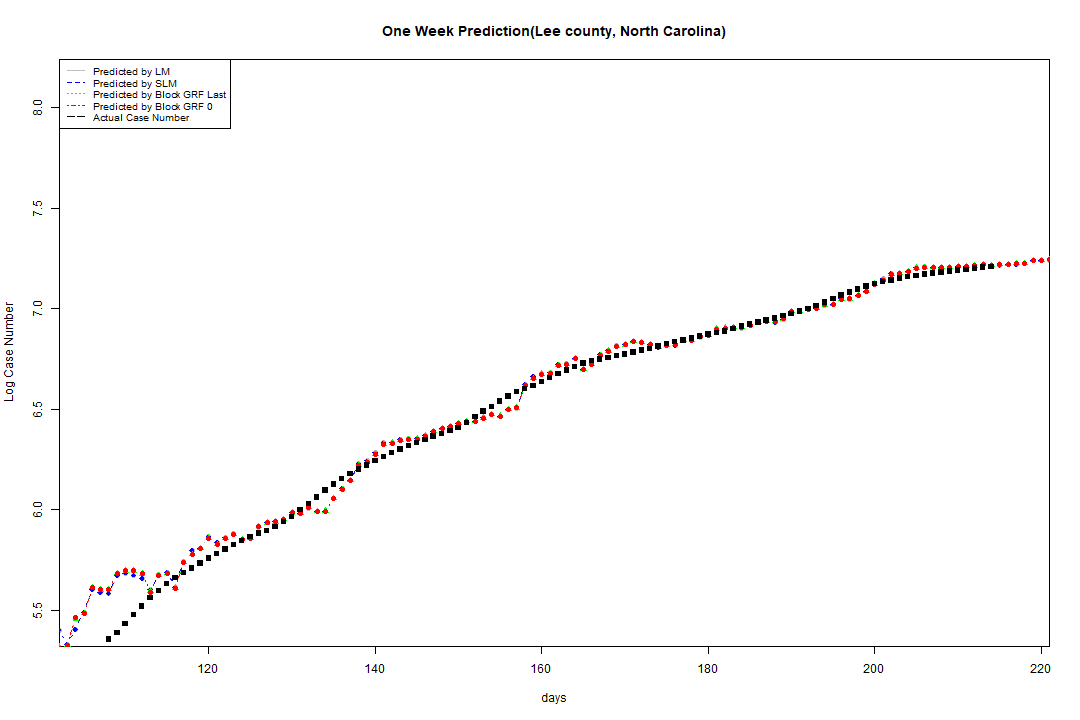 One Week Prediction(Lee county, North Carolina)
Predicted by LM
Predicted by SLM
Predicted by Block GRF Last
Predicted by Block GRF 0
Actual Case Number
8.0
7.5
7.0
6.5
6.0
5.5
Log Case Number
120 140 160 180 200 220
days